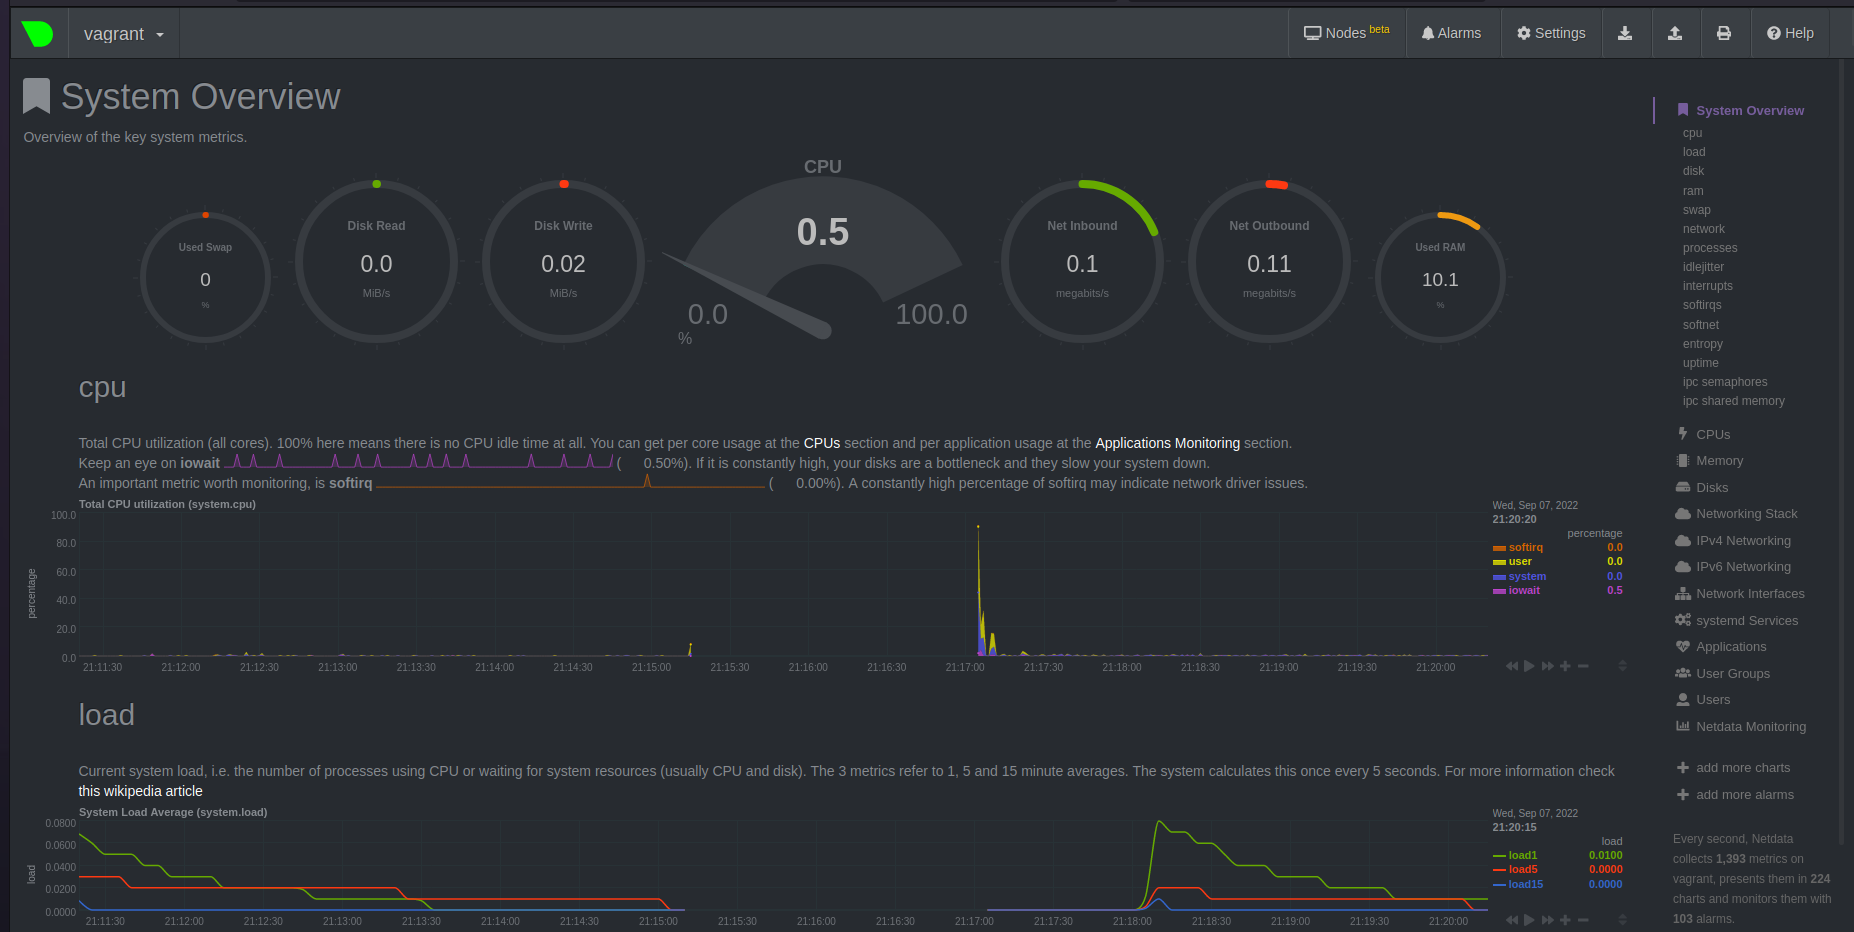 vagrant
Nodes beta
Alarms
Settings
Help
System Overview
Overview of the key system metrics.
Used Swap
0
%
Disk Read
0.0
MiB/s
Disk Write
0.02
MiB/s
CPU
0.5
0.0
100.0
%
Net Inbound
0.1
megabits/s
Net Outbound
0.11
megabits/s
Used RAM
10.1
%
cpu
Total CPU utilization (all cores). 100% here means there is no CPU idle time at all. You can get per core usage at the CPUs section and per application usage at the Applications Monitoring section.
Keep an eye on iowait ( 0.50%). If it is constantly high, your disks are a bottleneck and they slow your system down.
An important metric worth monitoring, is softirq ( 0.00%). A constantly high percentage of softirq may indicate network driver issues.
Total CPU utilization (system.cpu)
percentage
100.0
80.0
60.0
40.0
20.0
0.0
21:11:30 21:12:00 21:12:30 21:13:00 21:13:30 21:14:00 21:14:30 21:15:00 21:15:30 21:16:00 21:16:30 21:17:00 21:17:30 21:18:00 21:18:30 21:19:00 21:19:30 21:20:00
Wed, Sep 07, 2022
21:20:20
percentage
softirq 0.0
user 0.0
system 0.0
iowait 0.5
load
Current system load, i.e. the number of processes using CPU or waiting for system resources (usually CPU and disk). The 3 metrics refer to 1, 5 and 15 minute averages. The system calculates this once every 5 seconds. For more information check
this wikipedia article
System Load Average (system.load)
load
0.0800
0.0600
0.0400
0.0200
0.0000
21:11:30 21:12:00 21:12:30 21:13:00 21:13:30 21:14:00 21:14:30 21:15:00 21:15:30 21:16:00 21:16:30 21:17:00 21:17:30 21:18:00 21:18:30 21:19:00 21:19:30 21:20:00
Wed, Sep 07, 2022
21:20:15
load
load1 0.0100
load5 0.0000
load15 0.0000
System Overview
cpu
load
disk
ram
swap
network
processes
idlejitter
interrupts
softirqs
softnet
entropy
uptime
ipc semaphores
ipc shared memory
CPUs
Memory
Disks
Networking Stack
IPv4 Networking
IPv6 Networking
Network Interfaces
systemd Services
Applications
User Groups
Users
Netdata Monitoring
add more charts
add more alarms
Every second, Netdata
collects 1,393 metrics on
vagrant, presents them in 224
charts and monitors them with
103 alarms.